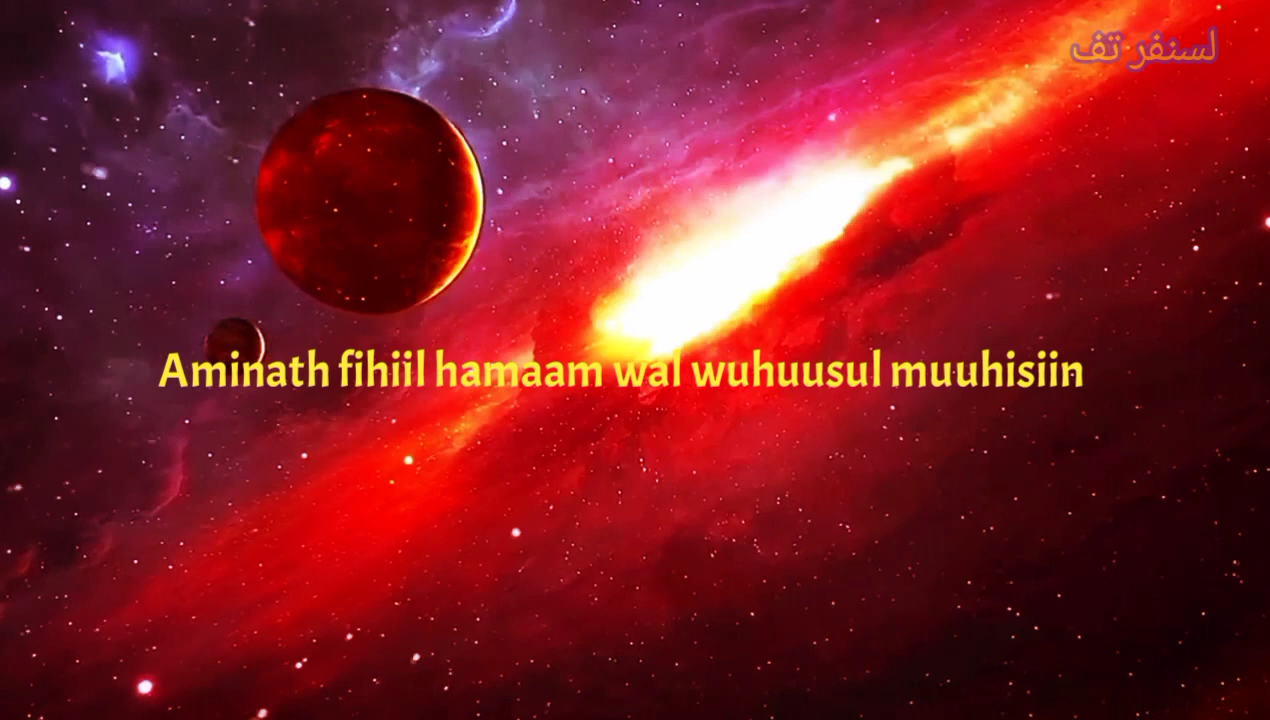 لسنفر تف
Aminath fihiil hamaam wal wuhuusul muuhisiin